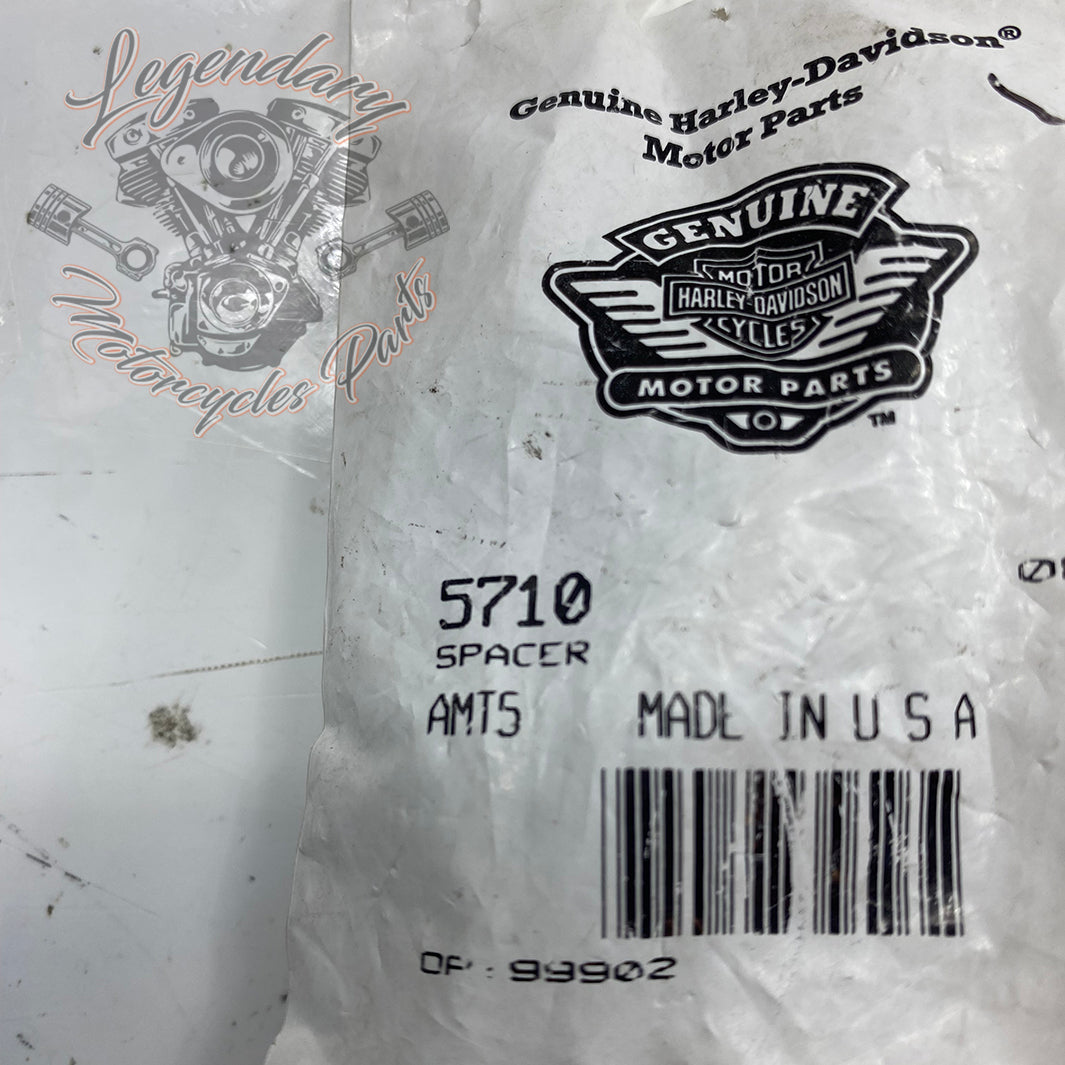 Legendary
Motorcycles Parts
Genuine Harley-Davidson®
Motor Parts
GENUINE
MOTOR
HARLEY-DAVIDSON
CYCLES
MOTOR PARTS
TM
5710
SPACER
AMT5
MADE IN U S A
: 99902